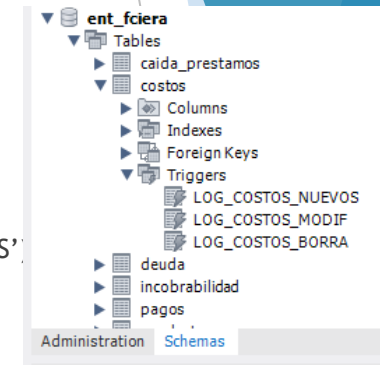 ent_fciera
Tables
caida_prestamos
costos
Columns
Indexes
Foreign Keys
Triggers
LOG_COSTOS_NUEVOS
LOG_COSTOS_MODIF
S') LOG_COSTOS_BORRA
deuda
incobrabilidad
pagos
Administration Schemas